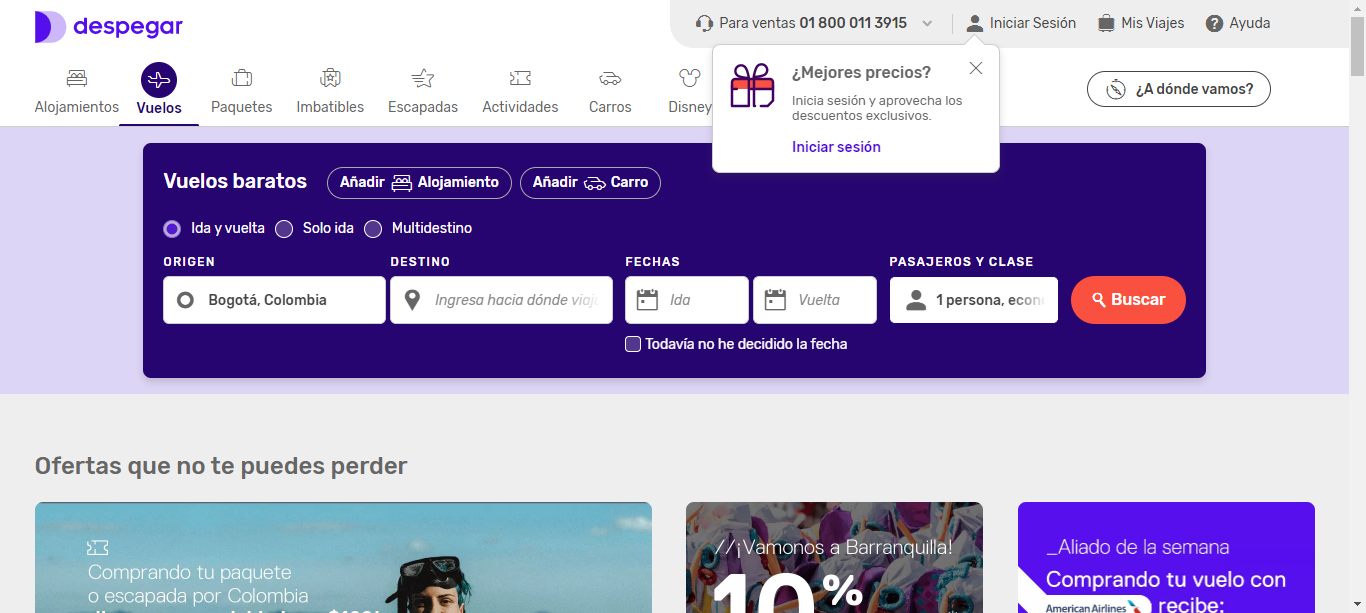 despegar
Para ventas 01 800 011 3915
Iniciar Sesión
Mis Viajes
Ayuda
Alojamientos
Vuelos
Paquetes
Imbatibles
Escapadas
Actividades
Carros
Disney
¿A dónde vamos?
¿Mejores precios?
Inicia sesión y aprovecha los
descuentos exclusivos.
Iniciar sesión
Vuelos baratos
Añadir Alojamiento
Añadir Carro
Ida y vuelta
Solo ida
Multidestino
ORIGEN
DESTINO
FECHAS
PASAJEROS Y CLASE
Bogotá, Colombia
Ingresa hacia dónde viaj
Ida
Vuelta
1 persona, econ
Buscar
Todavía no he decidido la fecha
Ofertas que no te puedes perder
Comprando tu paquete
o escapada por Colombia
//¡Vamonos a Barranquilla!
10%
_Aliado de la semana
Comprando tu vuelo con
American Airlines recibe: